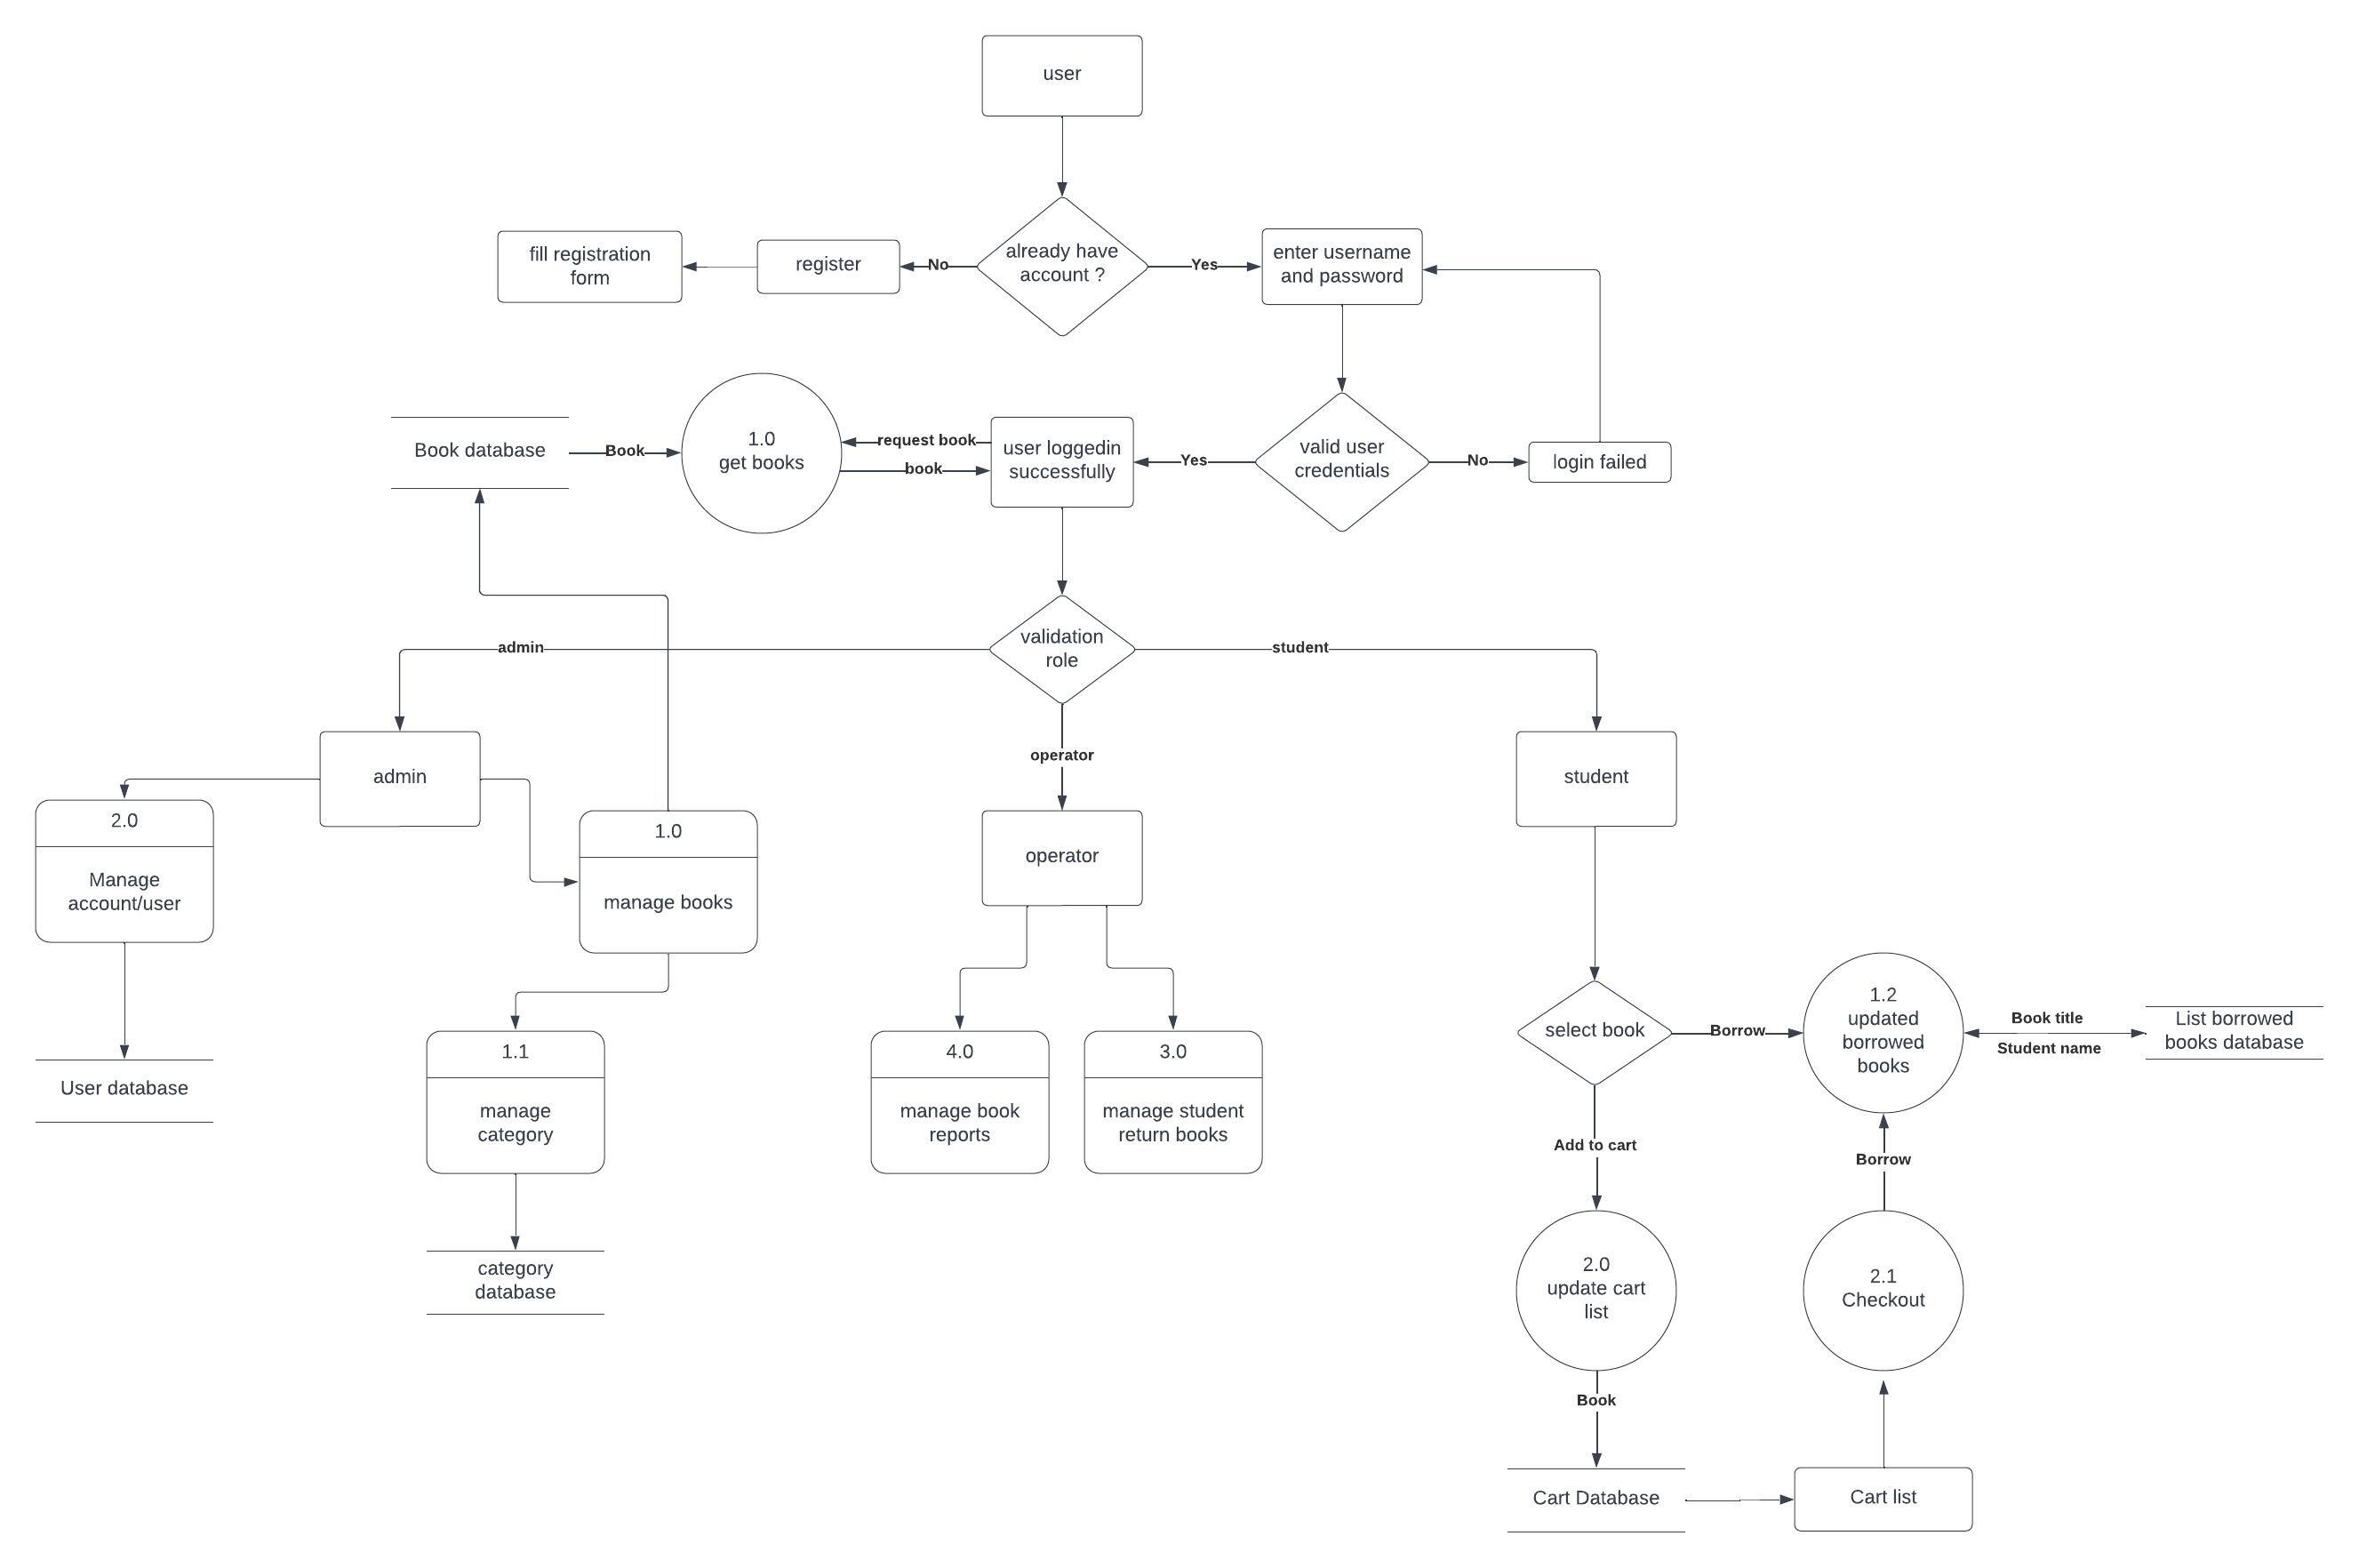 user
already have
account ?
No
Yes
register
fill registration
form
enter username
and password
Book database
Book
1.0
get books
request book
book
user loggedin
successfully
Yes
valid user
credentials
No
login failed
validation
role
admin
student
operator
admin
student
2.0
Manage
account/user
1.0
manage books
operator
User database
1.1
manage
category
4.0
manage book
reports
3.0
manage student
return books
select book
Borrow
1.2
updated
borrowed
books
Book title
Student name
List borrowed
books database
Add to cart
Borrow
category
database
2.0
update cart
list
2.1
Checkout
Book
Cart Database
Cart list